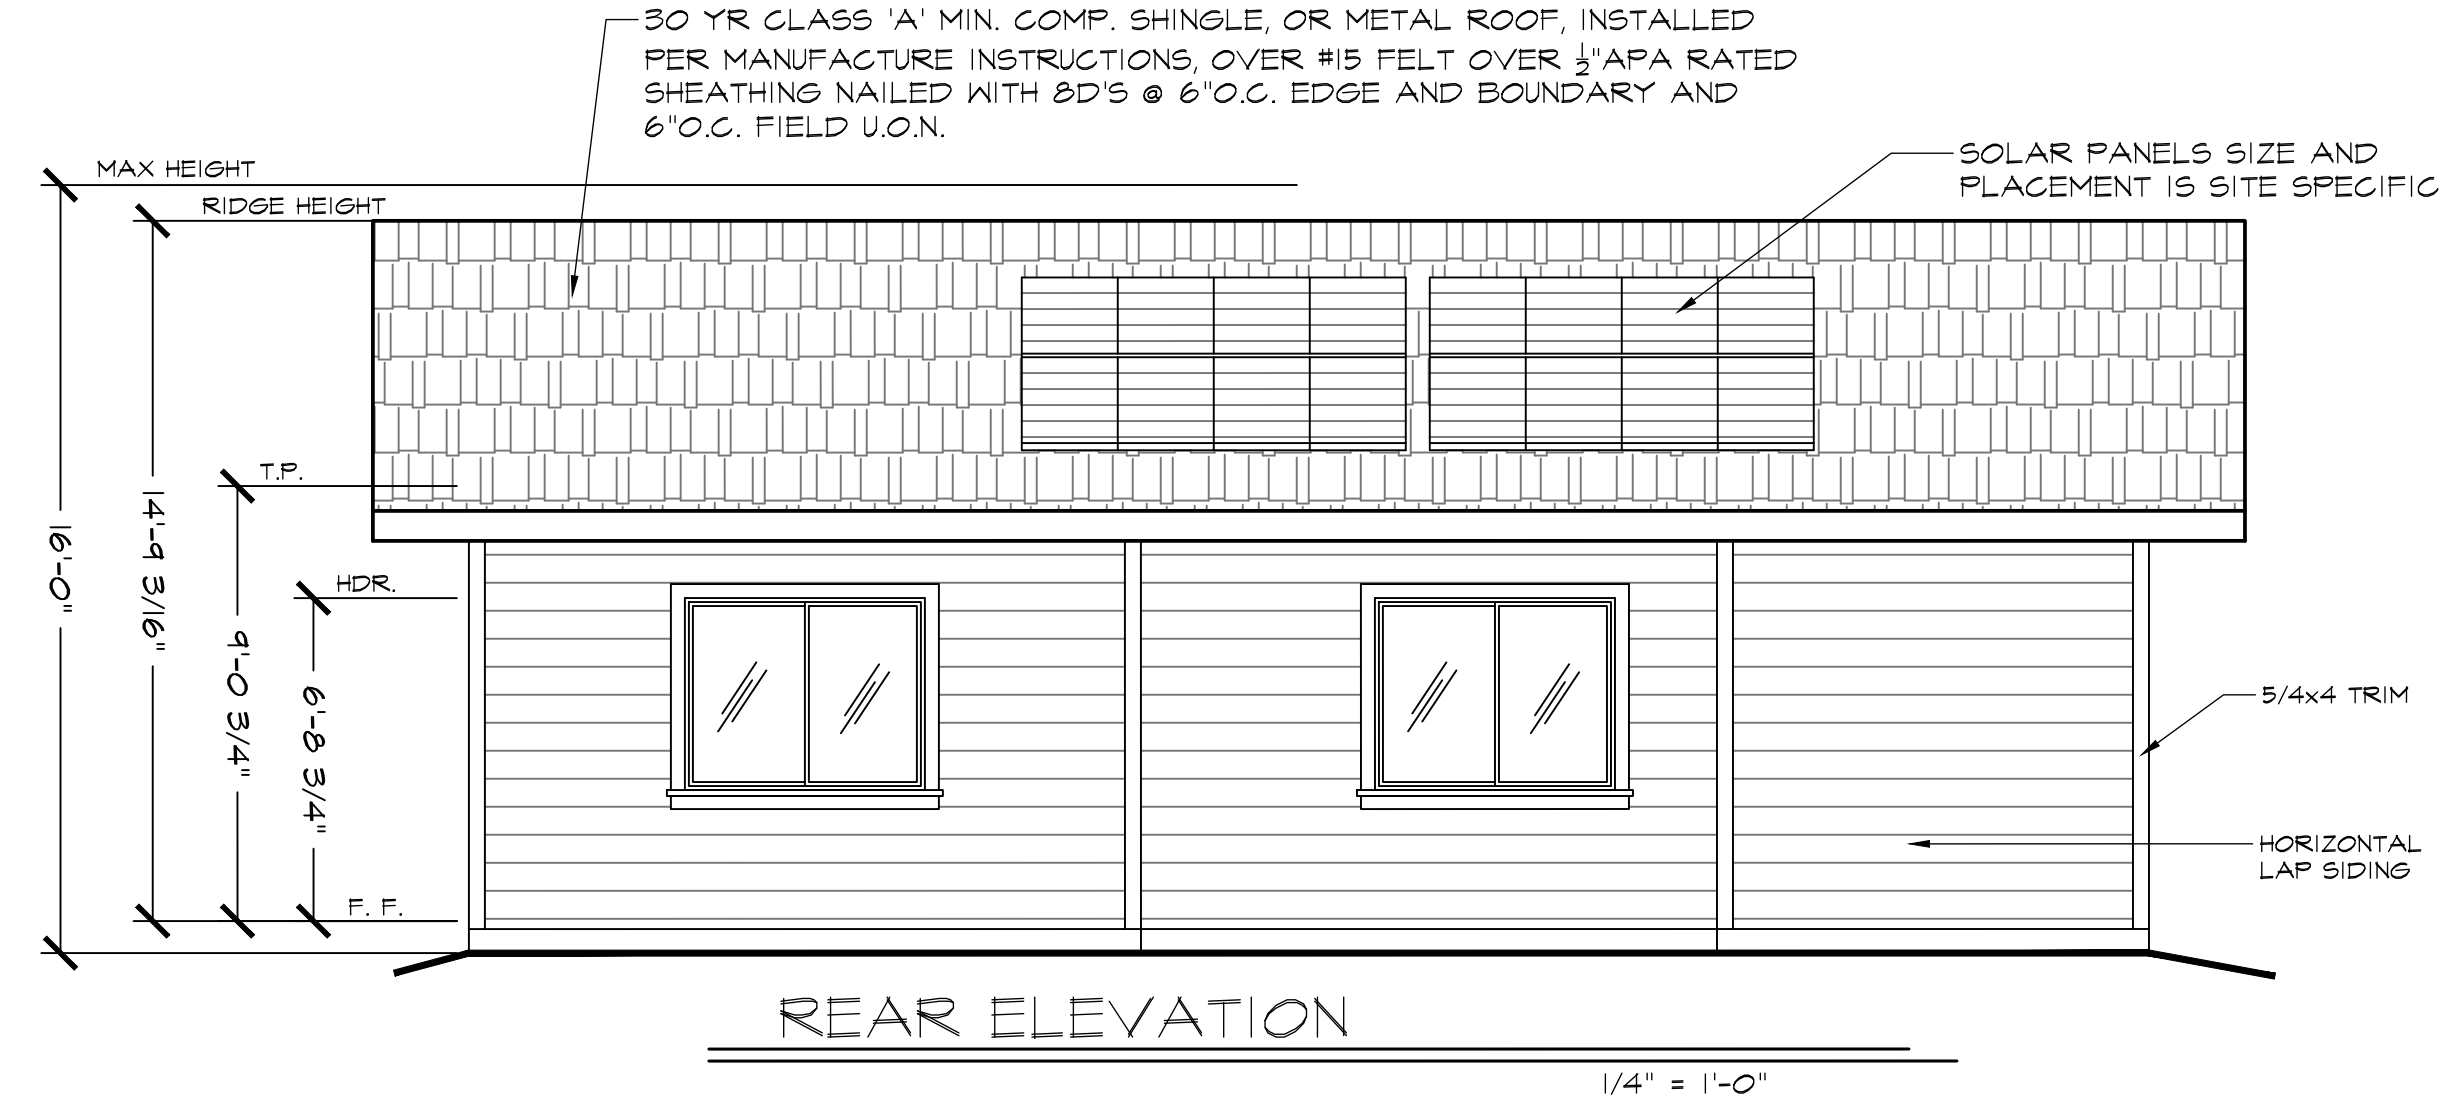 30 YR CLASS 'A' MIN. COMP. SHINGLE, OR METAL ROOF, INSTALLED
PER MANUFACTURE INSTRUCTIONS, OVER #15 FELT OVER 1/2"APA RATED
SHEATHING NAILED WITH 8D'S @ 6"O.C. EDGE AND BOUNDARY AND
6"O.C. FIELD U.O.N.
SOLAR PANELS SIZE AND
PLACEMENT IS SITE SPECIFIC
MAX HEIGHT
RIDGE HEIGHT
T.P.
HDR.
F. F.
16'-0"
14'-9 3/16"
9'-0 3/4"
6'-8 3/4"
5/4x4 TRIM
HORIZONTAL
LAP SIDING
REAR ELEVATION
1/4" = 1'-0"